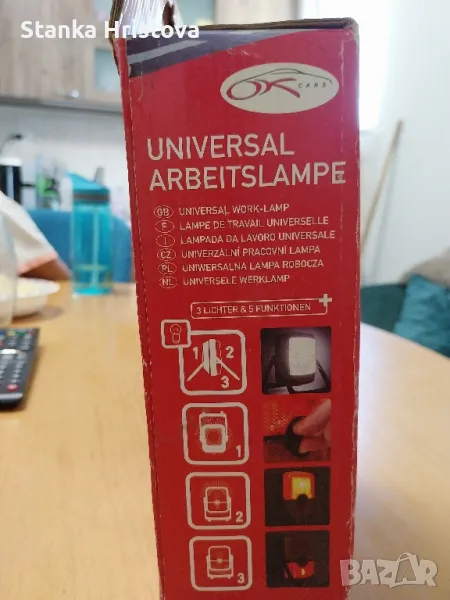 Stanka Hristova
OK
CARS
UNIVERSAL
ARBEITSLAMPE
GB UNIVERSAL WORK-LAMP
F LAMPE DE TRAVAIL UNIVERSELLE
I LAMPADA DA LAVORO UNIVERSALE
CZ UNIVERZÁLNÍ PRACOVNÍ LAMPA
PL UNIWERSALNA LAMPA ROBOCZA
NL UNIVERSELE WERKLAMP
3 LICHTER & 5 FUNKTIONEN +
1 2
3
1
2
3
BAZAR